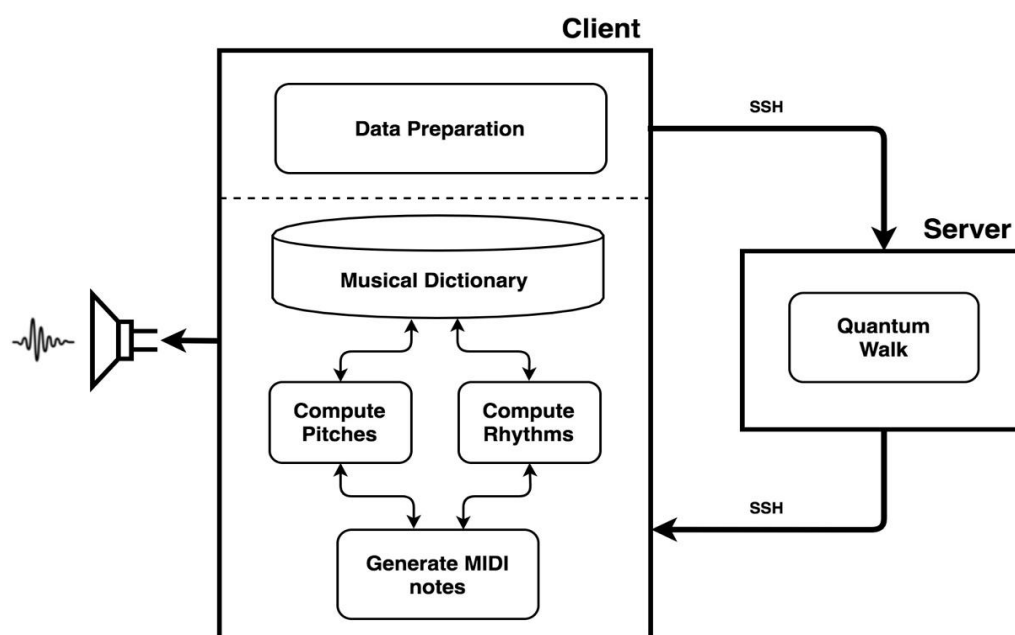 Client
Data Preparation
SSH
Musical Dictionary
Server
Quantum
Walk
Compute
Pitches
Compute
Rhythms
SSH
Generate MIDI
notes